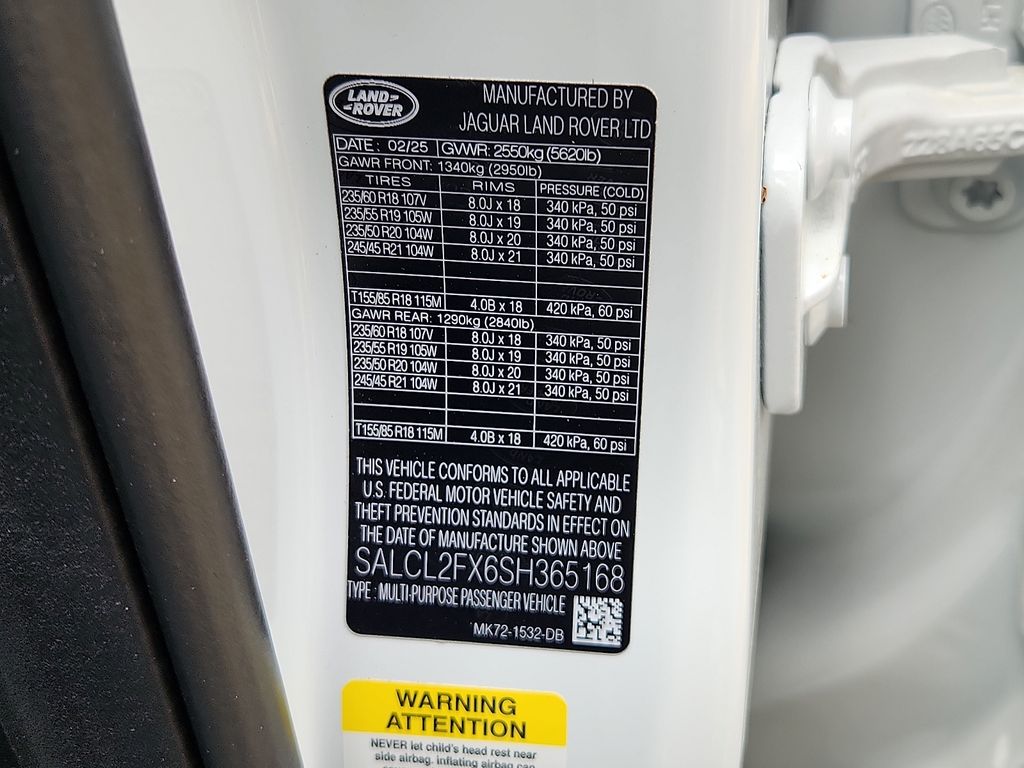 LAND ROVER
MANUFACTURED BY
JAGUAR LAND ROVER LTD
DATE : 02/25 GVWR: 2550kg (5620lb)
GAWR FRONT: 1340kg (2950lb)
TIRES RIMS PRESSURE (COLD)
235/60 R18 107V 8.0J x 18 340 kPa, 50 psi
235/55 R19 105W 8.0J x 19 340 kPa, 50 psi
235/50 R20 104W 8.0J x 20 340 kPa, 50 psi
245/45 R21 104W 8.0J x 21 340 kPa, 50 psi
T155/85 R18 115M 4.0B x 18 420 kPa, 60 psi
GAWR REAR: 1290kg (2840lb)
235/60 R18 107V 8.0J x 18 340 kPa, 50 psi
235/55 R19 105W 8.0J x 19 340 kPa, 50 psi
235/50 R20 104W 8.0J x 20 340 kPa, 50 psi
245/45 R21 104W 8.0J x 21 340 kPa, 50 psi
T155/85 R18 115M 4.0B x 18 420 kPa, 60 psi
THIS VEHICLE CONFORMS TO ALL APPLICABLE
U.S. FEDERAL MOTOR VEHICLE SAFETY AND
THEFT PREVENTION STANDARDS IN EFFECT ON
THE DATE OF MANUFACTURE SHOWN ABOVE
SALCL2FX6SH365168
TYPE : MULTI-PURPOSE PASSENGER VEHICLE
MK72-1532-DB
WARNING
ATTENTION
NEVER let child's head rest near
side airbag. inflating airbag can